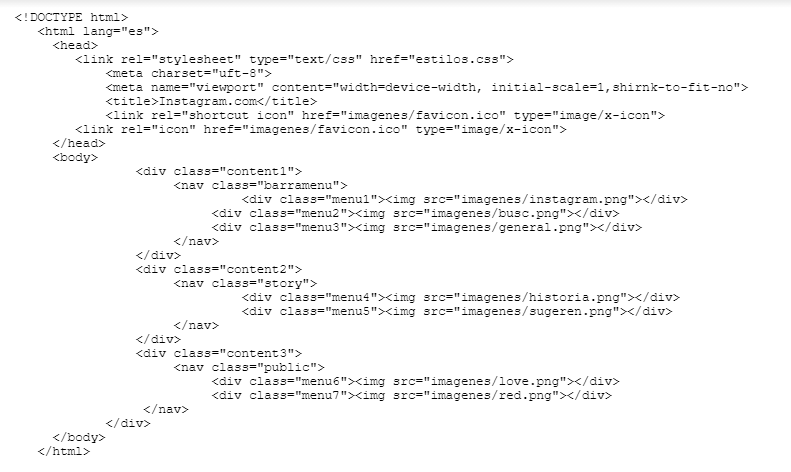 <!DOCTYPE html>
<html lang="es">
<head>
<link rel="stylesheet" type="text/css" href="estilos.css">
<meta charset="uft-8">
<meta name="viewport" content="width=device-width, initial-scale=1,shirnk-to-fit-no">
<title>Instagram.com</title>
<link rel="shortcut icon" href="imagenes/favicon.ico" type="image/x-icon">
<link rel="icon" href="imagenes/favicon.ico" type="image/x-icon">
</head>
<body>
<div class="content1">
<nav class="barramenu">
<div class="menu1"><img src="imagenes/instagram.png"></div>
<div class="menu2"><img src="imagenes/busc.png"></div>
<div class="menu3"><img src="imagenes/general.png"></div>
</nav>
</div>
<div class="content2">
<nav class="story">
<div class="menu4"><img src="imagenes/historia.png"></div>
<div class="menu5"><img src="imagenes/sugeren.png"></div>
</nav>
</div>
<div class="content3">
<nav class="public">
<div class="menu6"><img src="imagenes/love.png"></div>
<div class="menu7"><img src="imagenes/red.png"></div>
</nav>
</div>
</body>
</html>